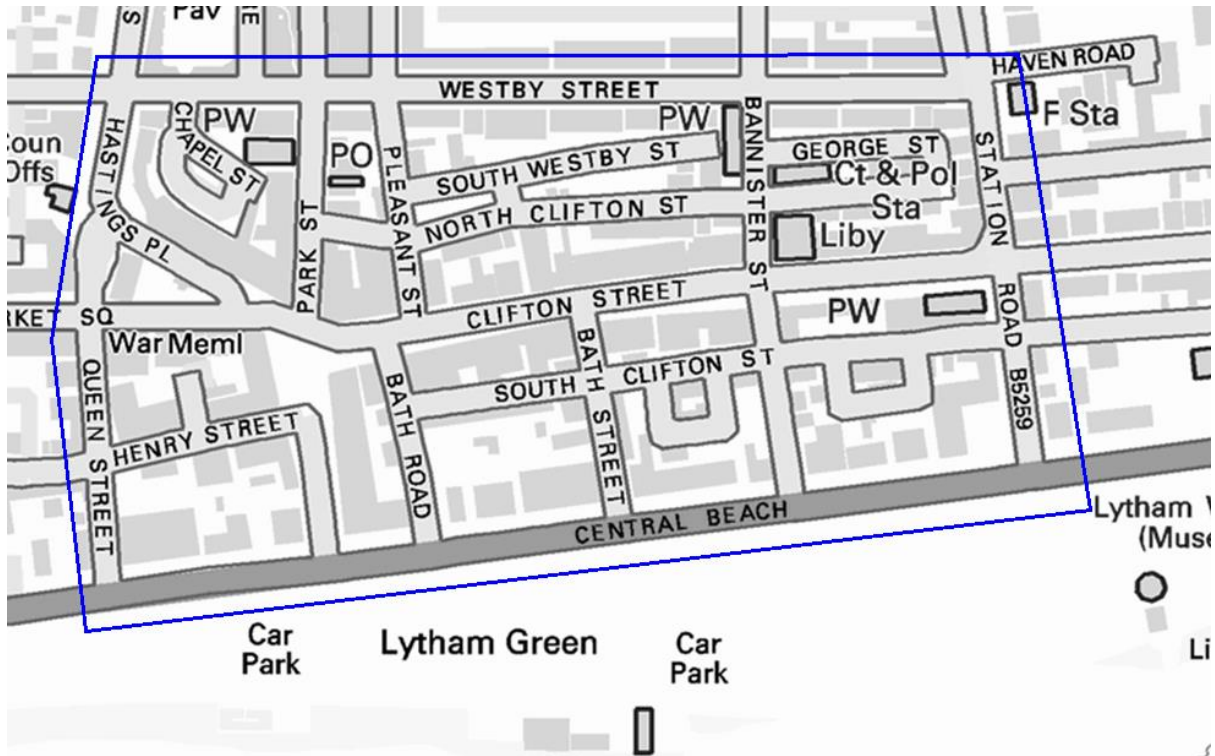 Pav
HAVEN ROAD
WESTBY STREET
F Sta
PW
CHAPEL ST
PW
PO
HASTINGS PL
PLEASANT ST
SOUTH WESTBY ST
BANNISTER ST
GEORGE ST
STATION ROAD B5259
Ct & Pol
Sta
NORTH CLIFTON ST
Liby
PARK ST
CLIFTON STREET
PW
SQ
War Meml
QUEEN STREET
BATH ROAD
BATH STREET
SOUTH CLIFTON ST
HENRY STREET
CENTRAL BEACH
Lytham
Car
Park
Lytham Green
Car
Park